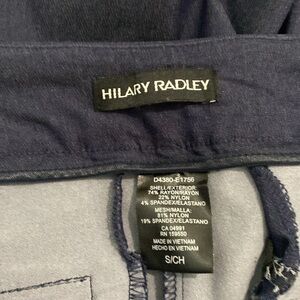 HILARY RADLEY
D4380-E1756
SHELL/EXTERIOR:
74% RAYON/RAYON
22% NYLON
4% SPANDEX/ELASTANO
MESH/MALLA:
81% NYLON
19% SPANDEX/ELASTANO
CA 04991
RN 159550
MADE IN VIETNAM
HECHO EN VIETNAM
S/CH